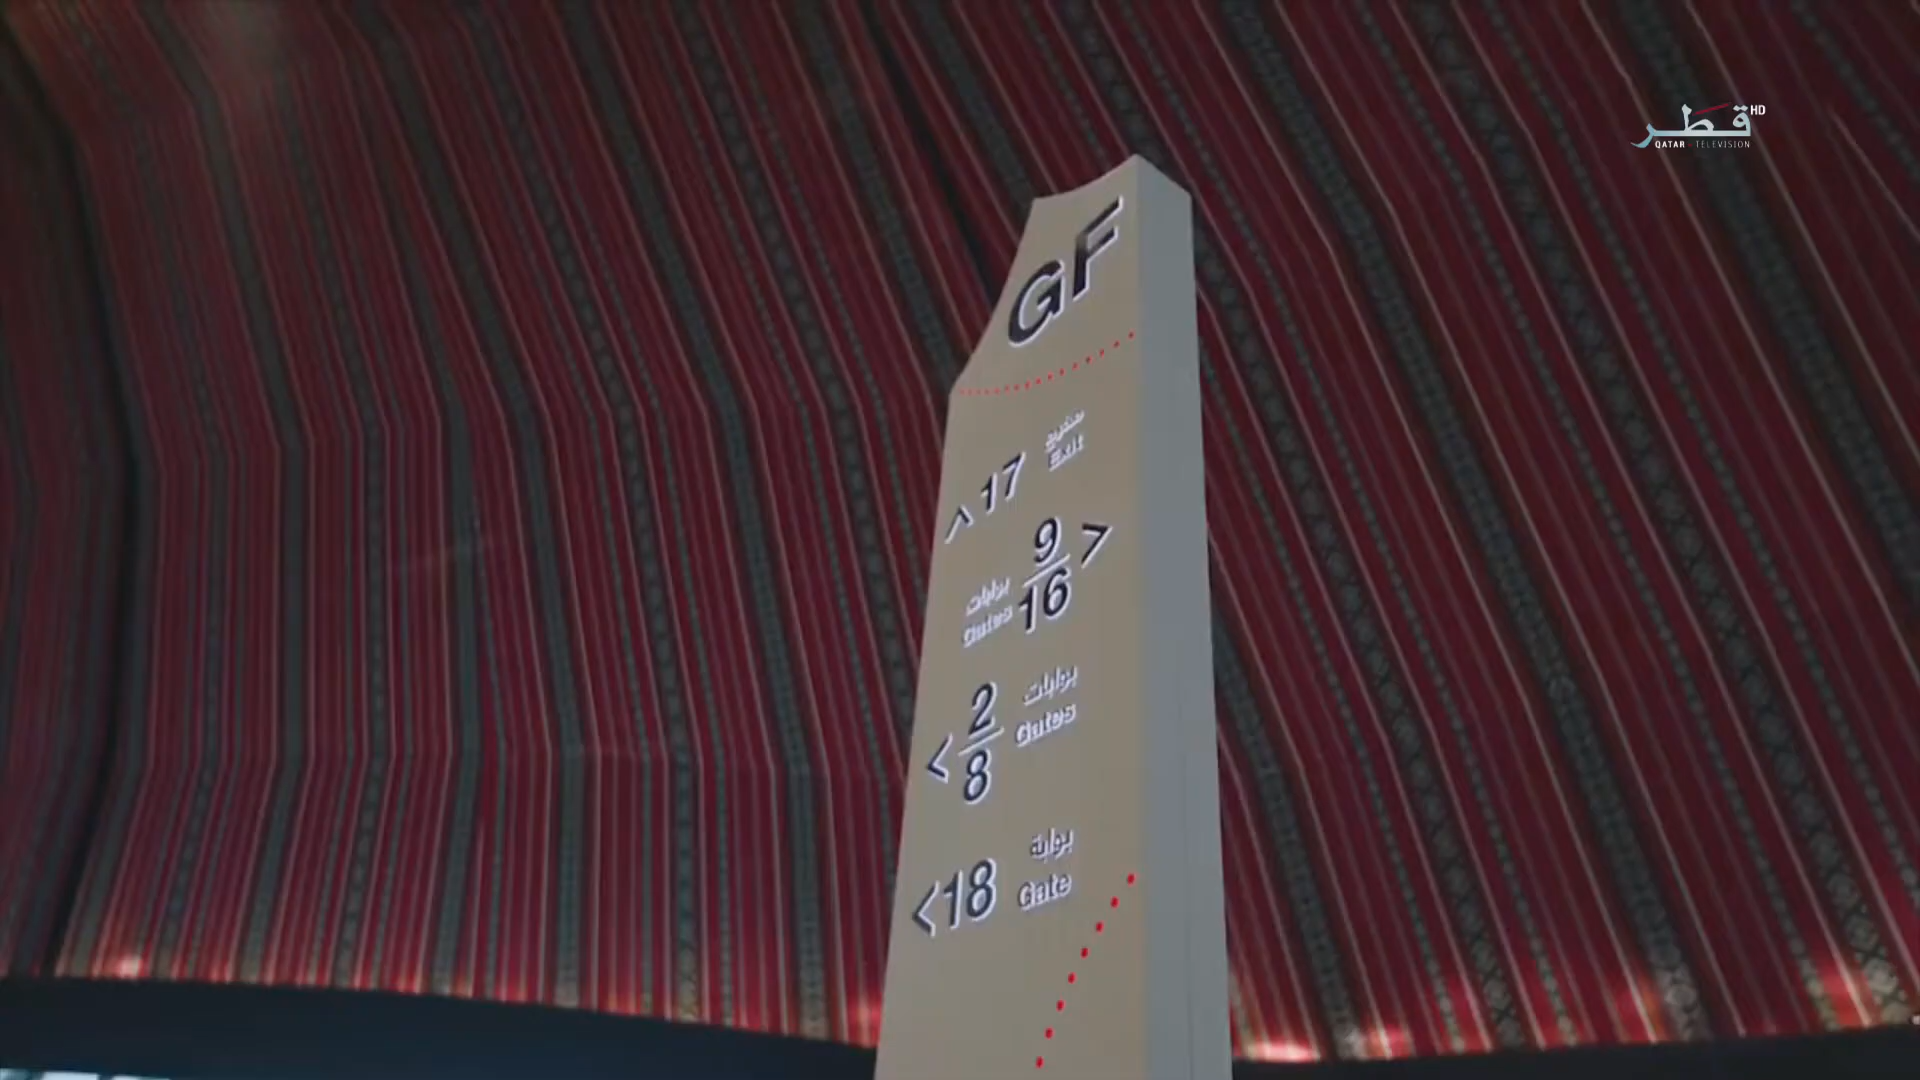 قطر HD
QATAR TELEVISION
GF
مخرج
Exit
^ 17
9 >
16
بوابات
Gates
2
< 8
بوابات
Gates
بوابة
Gate
< 18